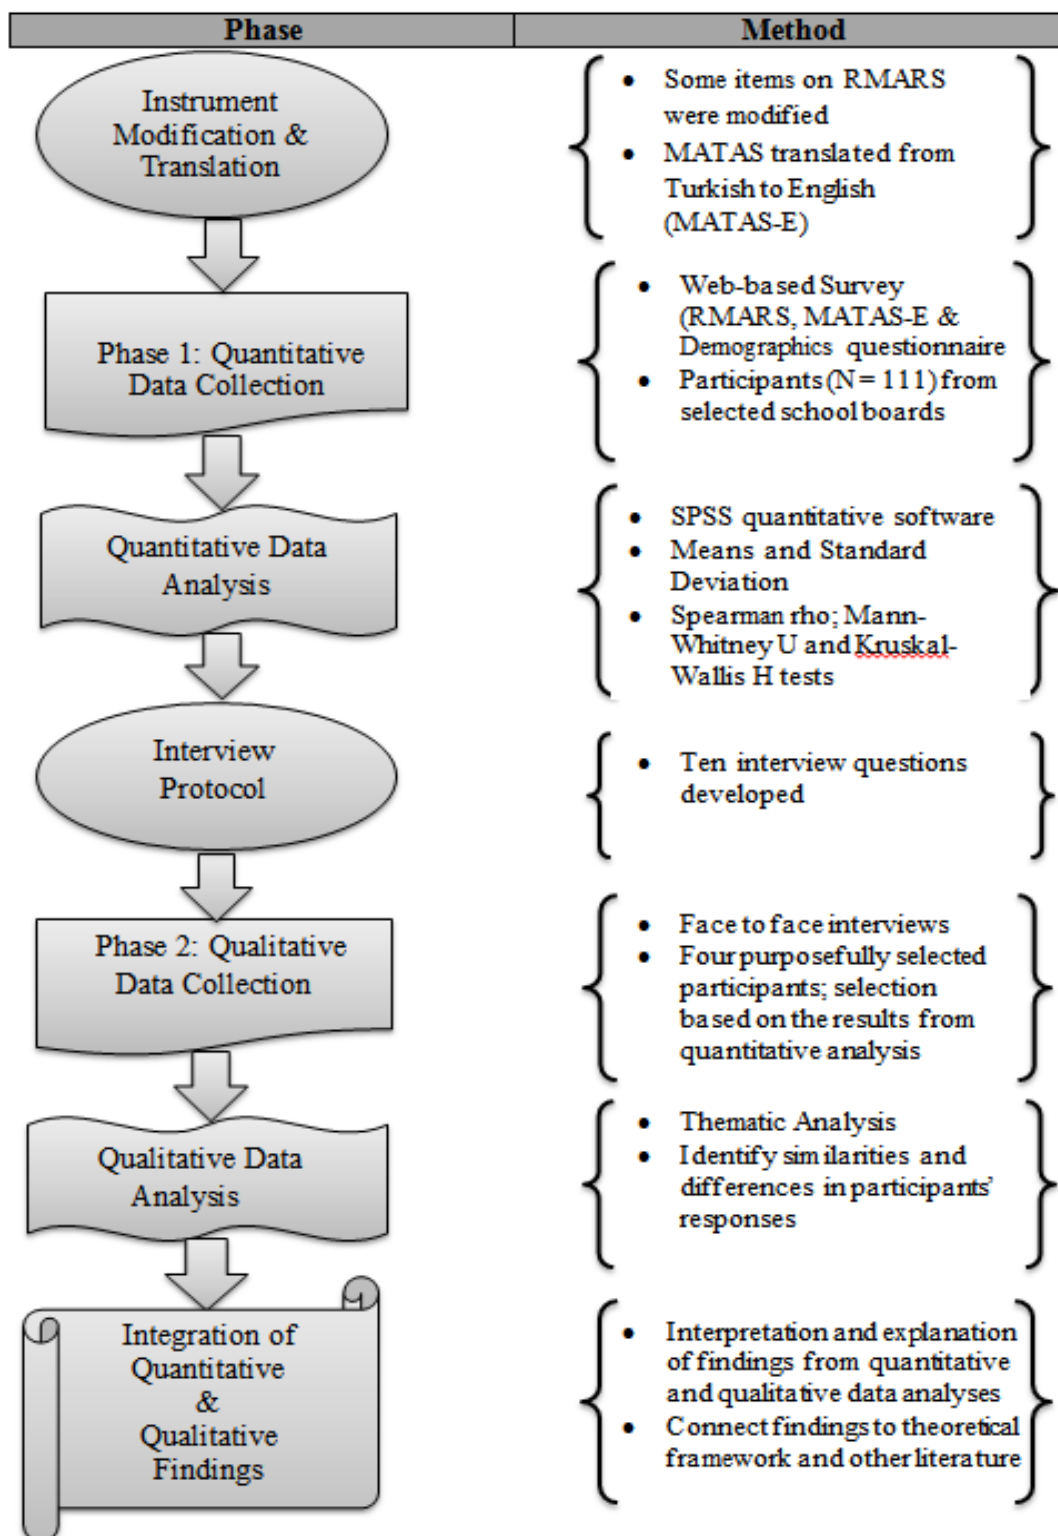 Phase
Method
Instrument
Modification &
Translation
• Some items on RMARS
were modified
• MATAS translated from
Turkish to English
(MATAS-E)
Phase 1: Quantitative
Data Collection
• Web-based Survey
(RMARS, MATAS-E &
Demographics questionnaire
• Participants (N = 111) from
selected school boards
Quantitative Data
Analysis
• SPSS quantitative software
• Means and Standard
Deviation
• Spearman rho; Mann-
Whitney U and Kruskal-
Wallis H tests
Interview
Protocol
• Ten interview questions
developed
Phase 2: Qualitative
Data Collection
• Face to face interviews
• Four purposefully selected
participants; selection
based on the results from
quantitative analysis
Qualitative Data
Analysis
• Thematic Analysis
• Identify similarities and
differences in participants’
responses
Integration of
Quantitative
&
Qualitative
Findings
• Interpretation and explanation
of findings from quantitative
and qualitative data analyses
• Connect findings to theoretical
framework and other literature